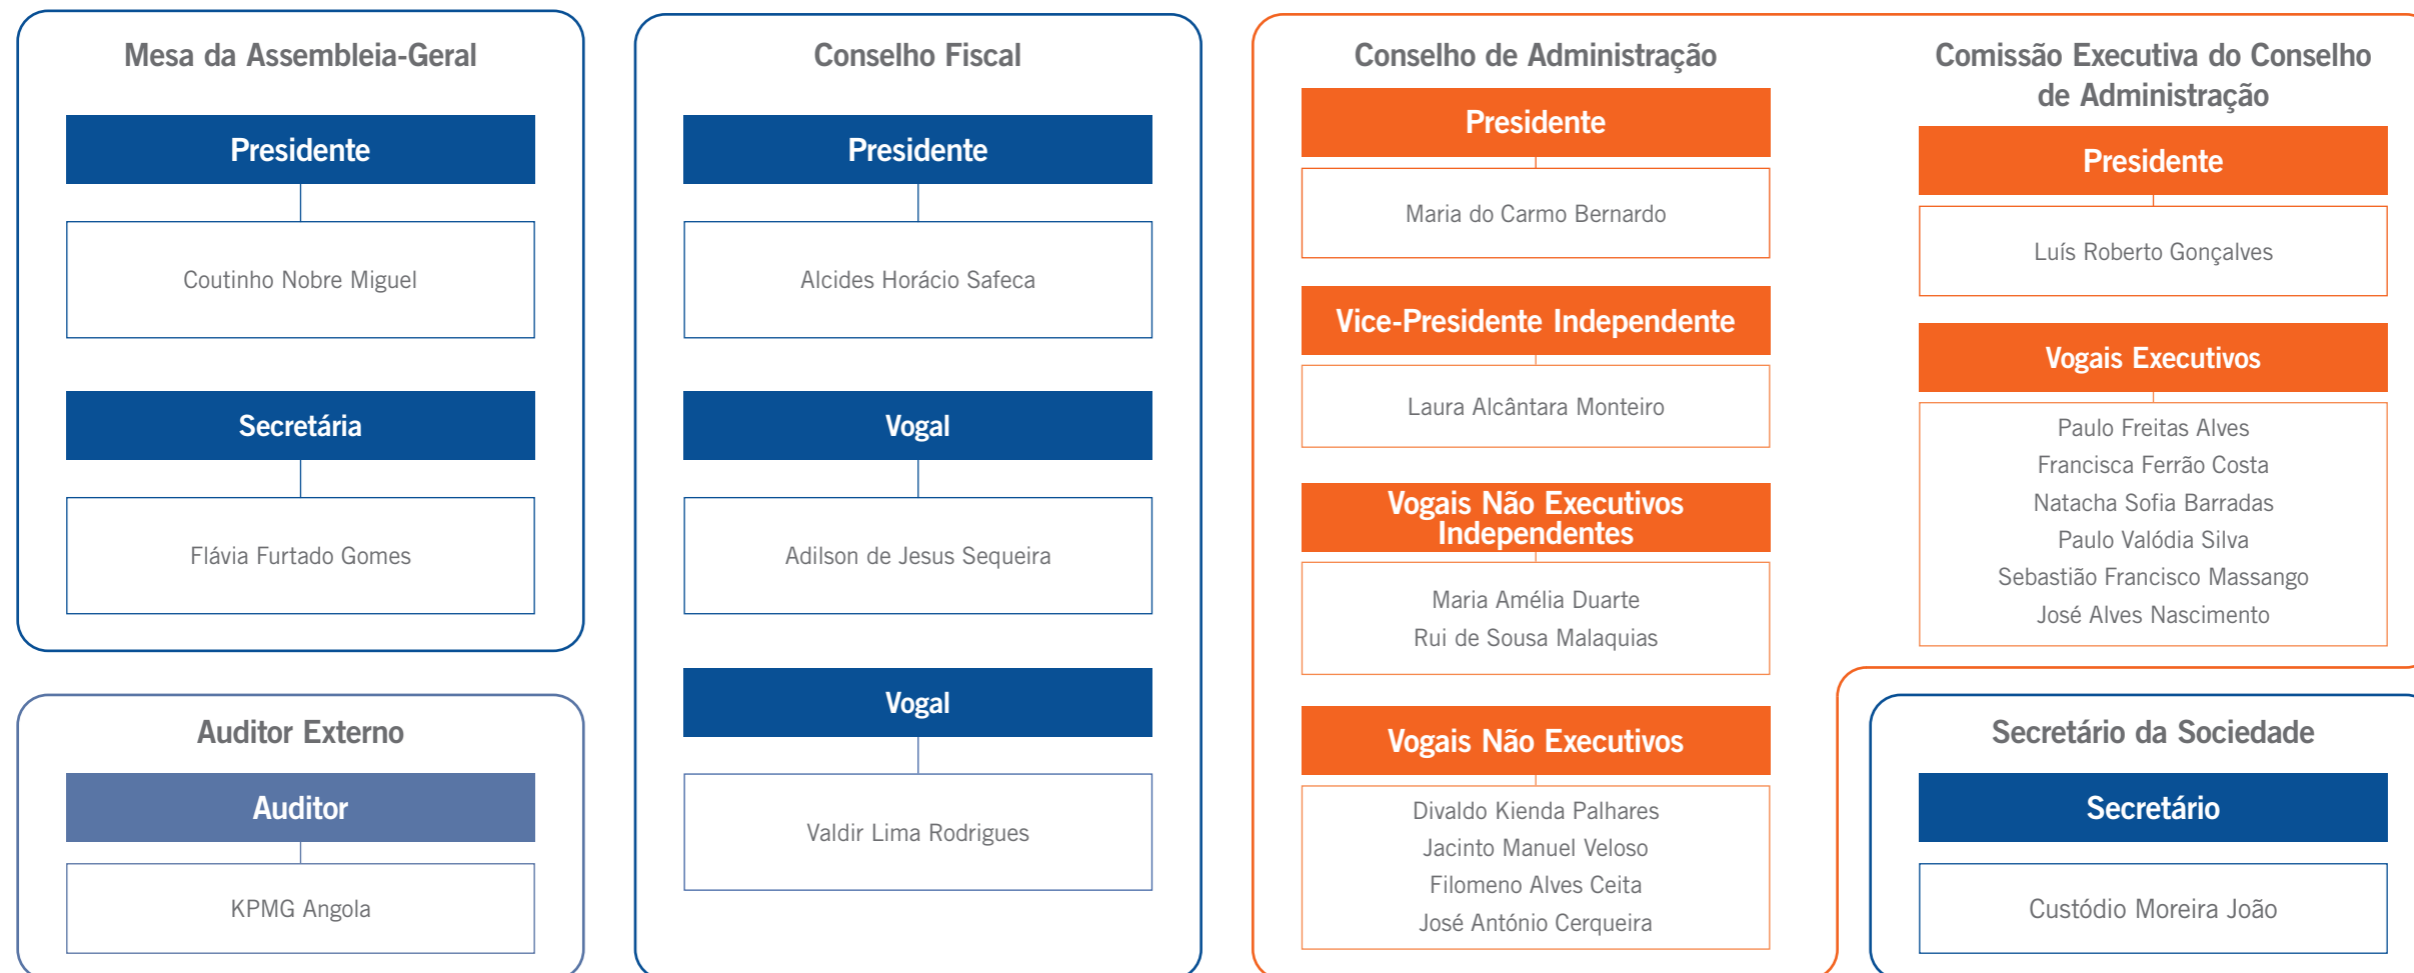 Mesa da Assembleia-Geral
Presidente
Coutinho Nobre Miguel
Secretária
Flávia Furtado Gomes
Auditor Externo
Auditor
KPMG Angola
Conselho Fiscal
Presidente
Alcides Horácio Safeca
Vogal
Adilson de Jesus Sequeira
Vogal
Valdir Lima Rodrigues
Conselho de Administração
Presidente
Maria do Carmo Bernardo
Vice-Presidente Independente
Laura Alcântara Monteiro
Vogais Não Executivos
Independentes
Maria Amélia Duarte
Rui de Sousa Malaquias
Vogais Não Executivos
Divaldo Kienda Palhares
Jacinto Manuel Veloso
Filomeno Alves Ceita
José António Cerqueira
Comissão Executiva do Conselho
de Administração
Presidente
Luís Roberto Gonçalves
Vogais Executivos
Paulo Freitas Alves
Francisca Ferrão Costa
Natacha Sofia Barradas
Paulo Valódia Silva
Sebastião Francisco Massango
José Alves Nascimento
Secretário da Sociedade
Secretário
Custódio Moreira João